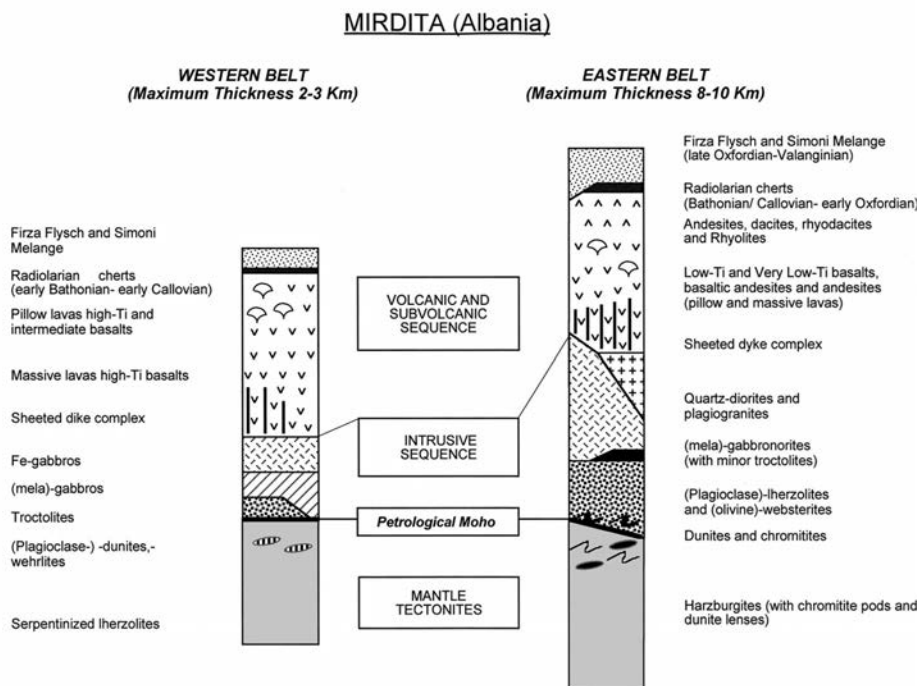 MIRDITA (Albania)
WESTERN BELT
(Maximum Thickness 2-3 Km)
Firza Flysch and Simoni
Melange
Radiolarian cherts
(early Bathonian- early Callovian)
Pillow lavas high-Ti and
intermediate basalts
Massive lavas high-Ti basalts
Sheeted dike complex
Fe-gabbros
(mela)-gabbros
Troctolites
(Plagioclase-) -dunites,-
wehrlites
Serpentinized lherzolites
VOLCANIC AND
SUBVOLCANIC
SEQUENCE
INTRUSIVE
SEQUENCE
Petrological Moho
MANTLE
TECTONITES
EASTERN BELT
(Maximum Thickness 8-10 Km)
Firza Flysch and Simoni Melange
(late Oxfordian-Valanginian)
Radiolarian cherts
(Bathonian/ Callovian- early Oxfordian)
Andesites, dacites, rhyodacites
and Rhyolites
Low-Ti and Very Low-Ti basalts,
basaltic andesites and andesites
(pillow and massive lavas)
Sheeted dyke complex
Quartz-diorites and
plagiogranites
(mela)-gabbronorites
(with minor troctolites)
(Plagioclase)-lherzolites
and (olivine)-websterites
Dunites and chromitites
Harzburgites (with chromitite pods and
dunite lenses)